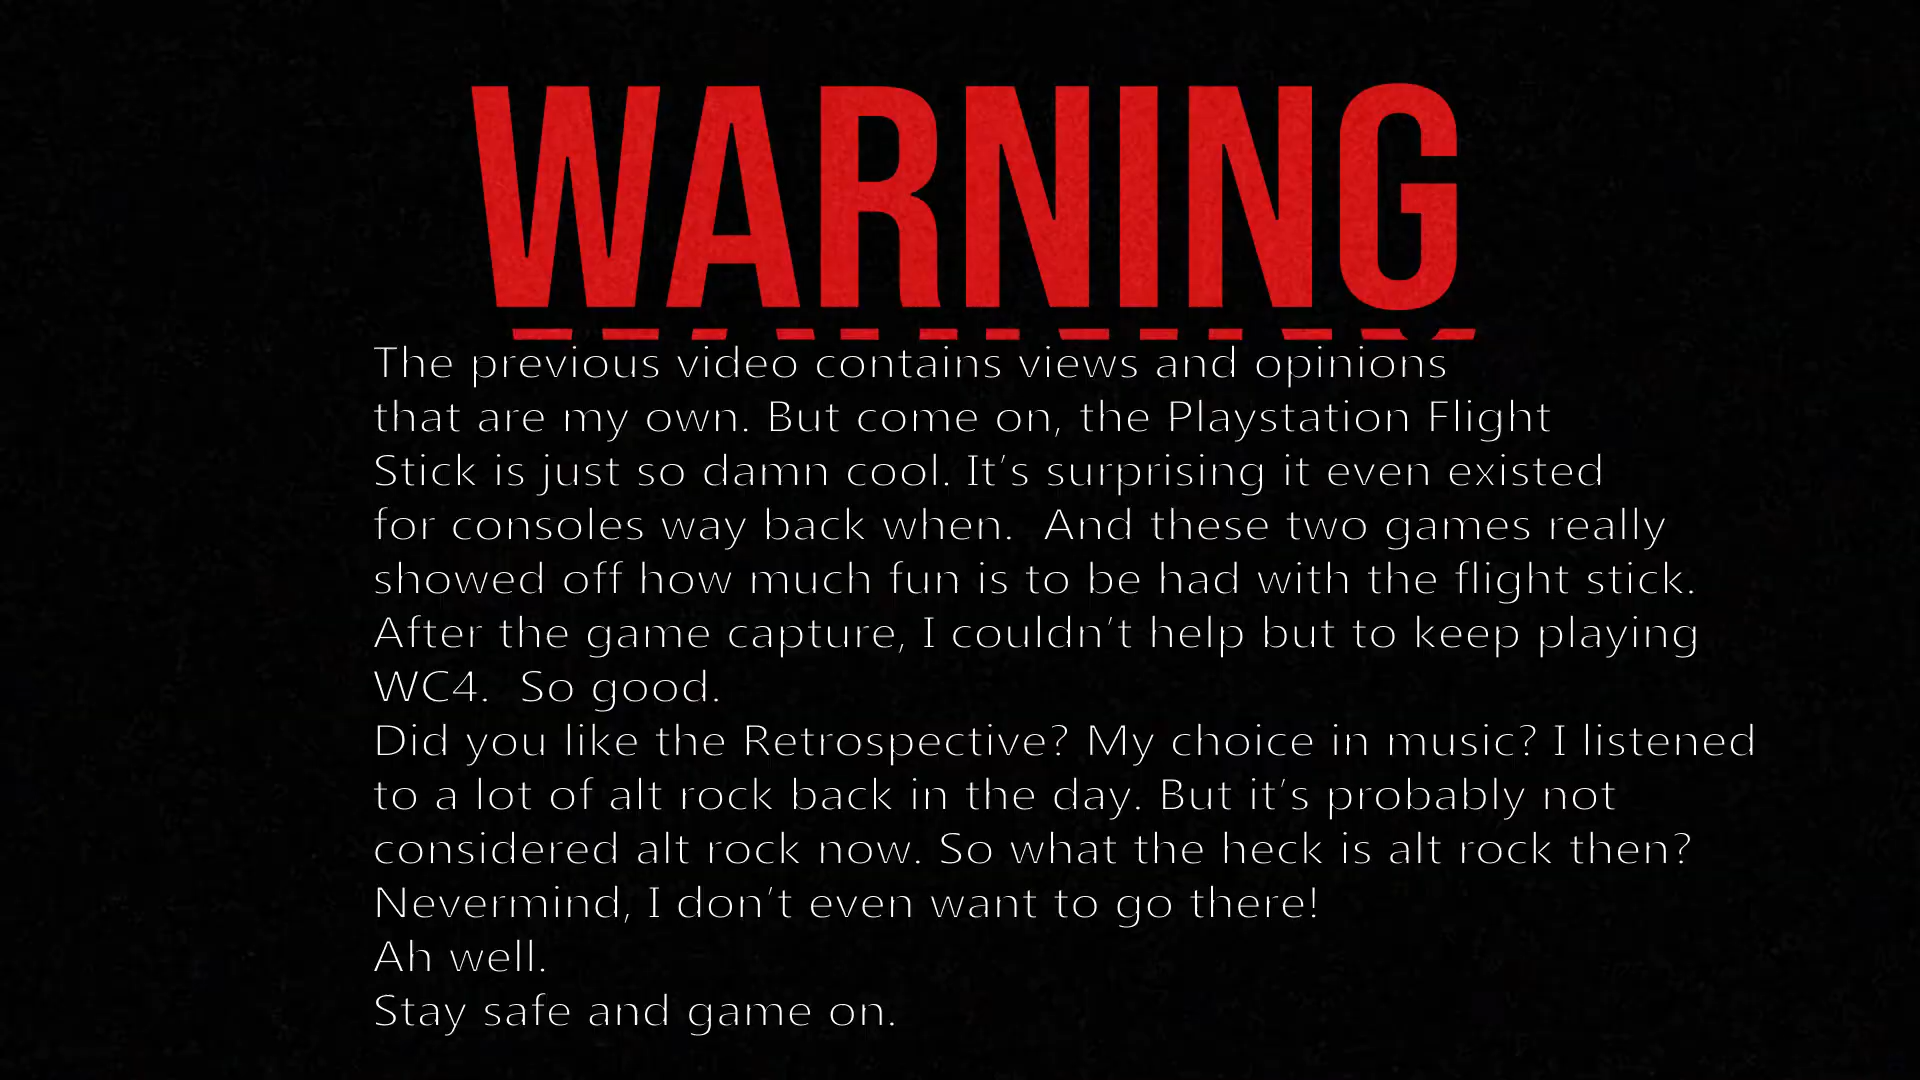 WARNING
The previous video contains views and opinions
that are my own. But come on, the Playstation Flight
Stick is just so damn cool. It's surprising it even existed
for consoles way back when.  And these two games really
showed off how much fun is to be had with the flight stick.
After the game capture, I couldn't help but to keep playing
WC4.  So good.
Did you like the Retrospective? My choice in music? I listened
to a lot of alt rock back in the day. But it's probably not
considered alt rock now. So what the heck is alt rock then?
Nevermind, I don't even want to go there!
Ah well.
Stay safe and game on.